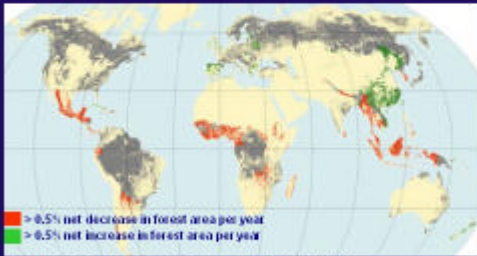 > 0.5% net decrease in forest area per year
> 0.5% net increase in forest area per year